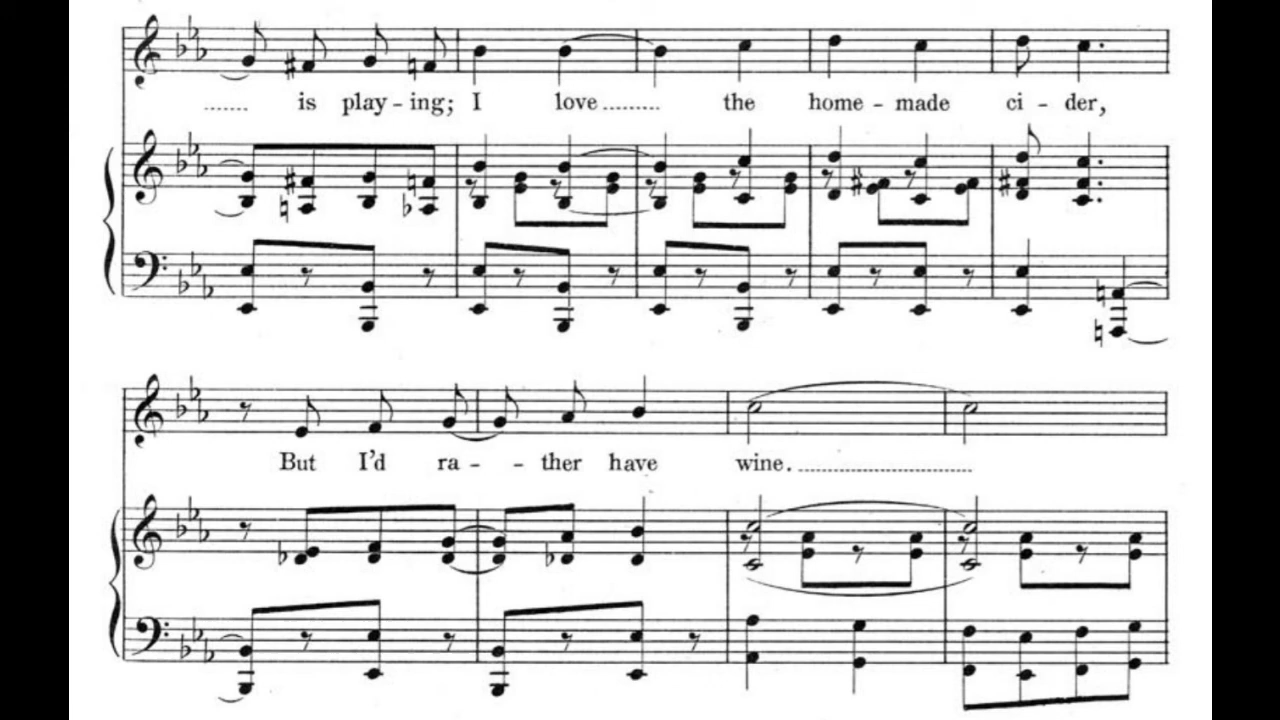 ........ is play-ing; I love......... the home-made ci-der,
But I'd ra--ther have wine...............................